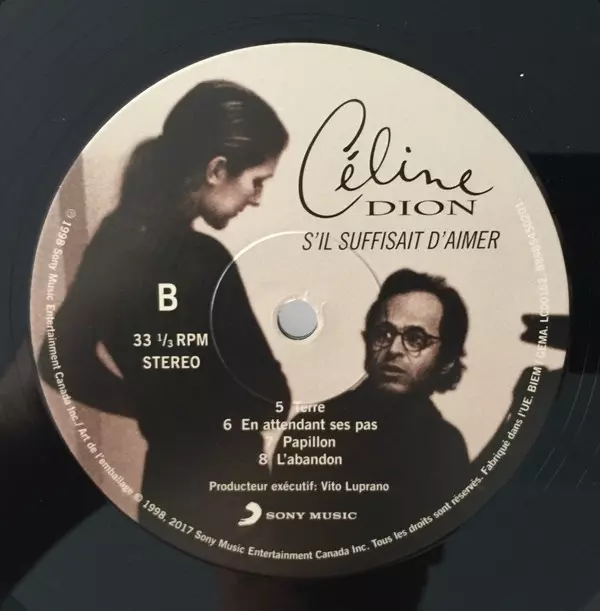 Céline
DION
S'IL SUFFISAIT D'AIMER
B
33 1/3 RPM
STEREO
5 Terre
6 En attendant ses pas
7 Papillon
8 L'abandon
Producteur exécutif: Vito Luprano
SONY MUSIC
℗ 1998 Sony Music Entertainment Canada Inc./ Art de l'emballage © 1998, 2017 Sony Music Entertainment Canada Inc. Tous les droits sont réservés. Fabriqué dans l'UE. BIEM/GEMA.